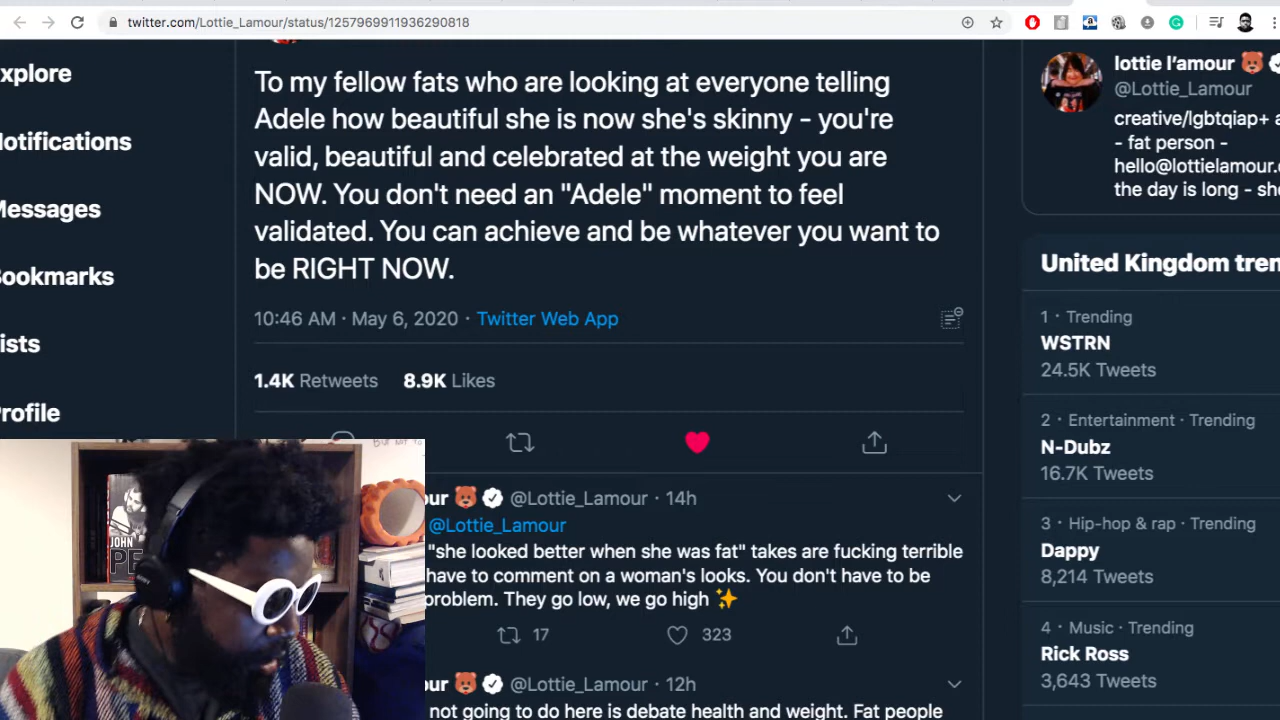 twitter.com/Lottie_Lamour/status/1257969911936290818
xplore
otifications
Messages
ookmarks
ists
rofile
To my fellow fats who are looking at everyone telling
Adele how beautiful she is now she's skinny - you're
valid, beautiful and celebrated at the weight you are
NOW. You don't need an "Adele" moment to feel
validated. You can achieve and be whatever you want to
be RIGHT NOW.
10:46 AM · May 6, 2020 · Twitter Web App
1.4K Retweets 8.9K Likes
our 🐻 @Lottie_Lamour · 14h
@Lottie_Lamour
"she looked better when she was fat" takes are fucking terrible
have to comment on a woman's looks. You don't have to be
problem. They go low, we go high ✨
17 323
our 🐻 @Lottie_Lamour · 12h
not going to do here is debate health and weight. Fat people
lottie l'amour 🐻
@Lottie_Lamour
creative/lgbtqiap+ a
- fat person -
hello@lottielamour.
the day is long - she
United Kingdom tren
1 · Trending
WSTRN
24.5K Tweets
2 · Entertainment · Trending
N-Dubz
16.7K Tweets
3 · Hip-hop & rap · Trending
Dappy
8,214 Tweets
4 · Music · Trending
Rick Ross
3,643 Tweets
JOHN
PE